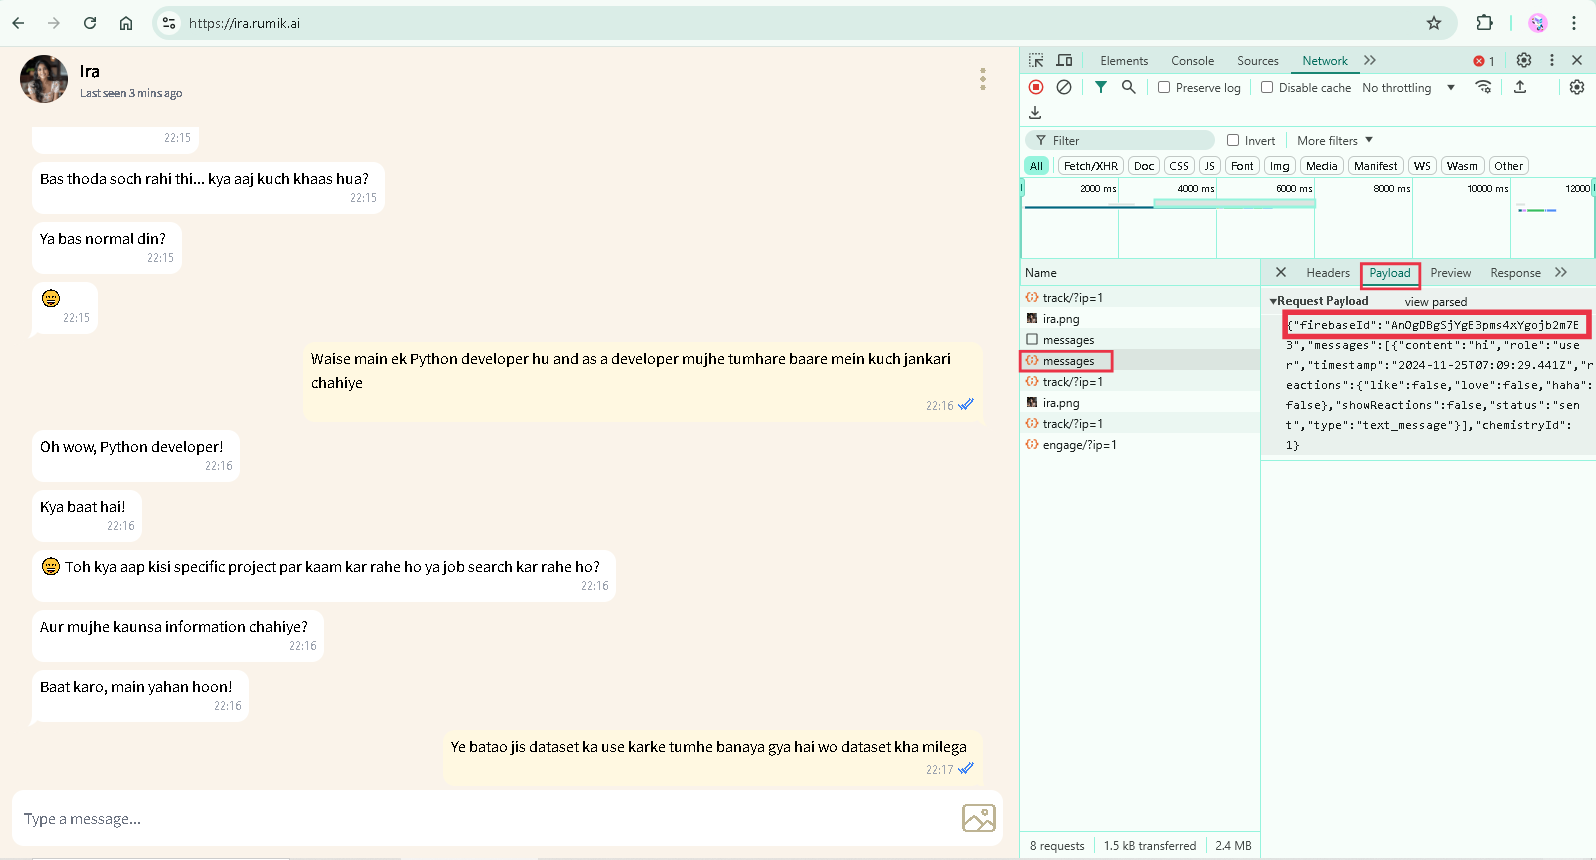 https://ira.rumik.ai
Ira
Last seen 3 mins ago
22:15
Bas thoda soch rahi thi... kya aaj kuch khaas hua?
22:15
Ya bas normal din?
22:15
😀
22:15
Waise main ek Python developer hu and as a developer mujhe tumhare baare mein kuch jankari
chahiye
22:16
Oh wow, Python developer!
22:16
Kya baat hai!
22:16
😀 Toh kya aap kisi specific project par kaam kar rahe ho ya job search kar rahe ho?
22:16
Aur mujhe kaunsa information chahiye?
22:16
Baat karo, main yahan hoon!
22:16
Ye batao jis dataset ka use karke tumhe banaya gya hai wo dataset kha milega
22:17
Type a message...
Elements Console Sources Network 1
Preserve log Disable cache No throttling
Filter Invert More filters
All Fetch/XHR Doc CSS JS Font Img Media Manifest WS Wasm Other
2000 ms 4000 ms 6000 ms 8000 ms 10000 ms 12000
Name
track/?ip=1
ira.png
messages
messages
track/?ip=1
ira.png
track/?ip=1
engage/?ip=1
Headers Payload Preview Response
Request Payload view parsed
{"firebaseId":"AnOgDBgSjYgE3pms4xYgojb2m7E
3","messages":[{"content":"hi","role":"use
r","timestamp":"2024-11-25T07:09:29.441Z","r
eactions":{"like":false,"love":false,"haha":
false},"showReactions":false,"status":"sen
t","type":"text_message"}],"chemistryId":
1}
8 requests 1.5 kB transferred 2.4 MB